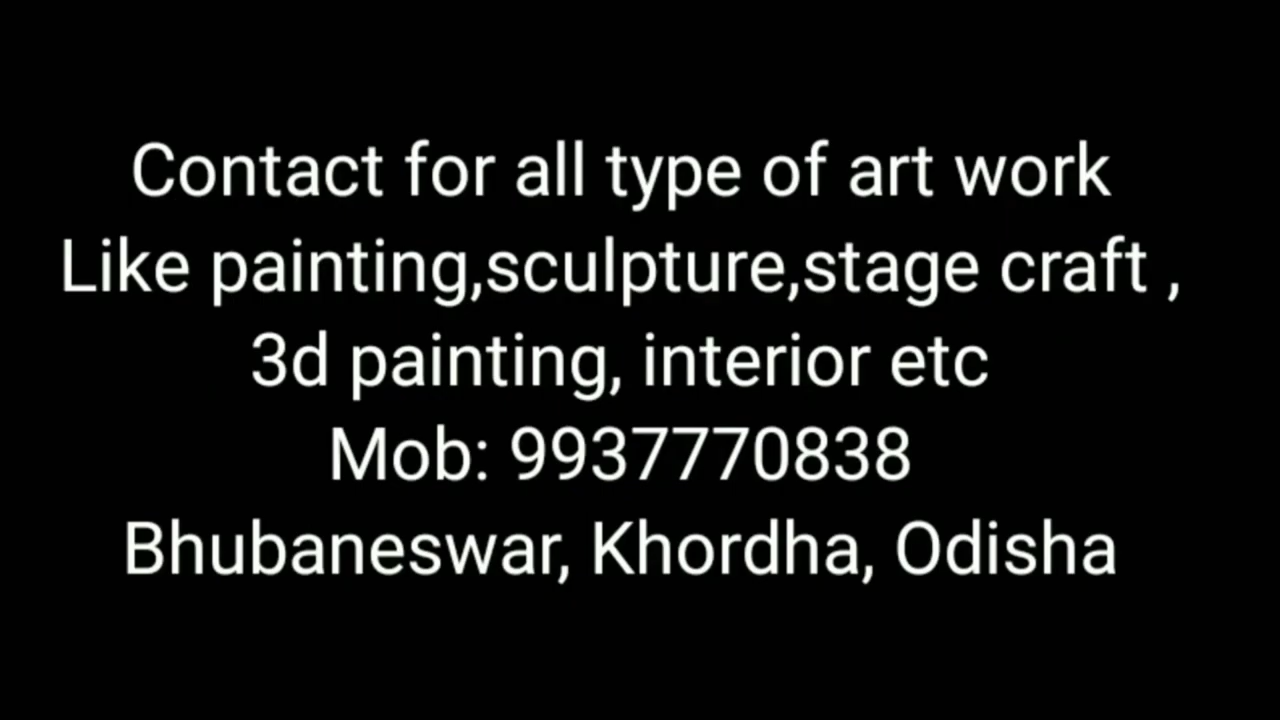 Contact for all type of art work
Like painting,sculpture,stage craft ,
3d painting, interior etc
Mob: 9937770838
Bhubaneswar, Khordha, Odisha